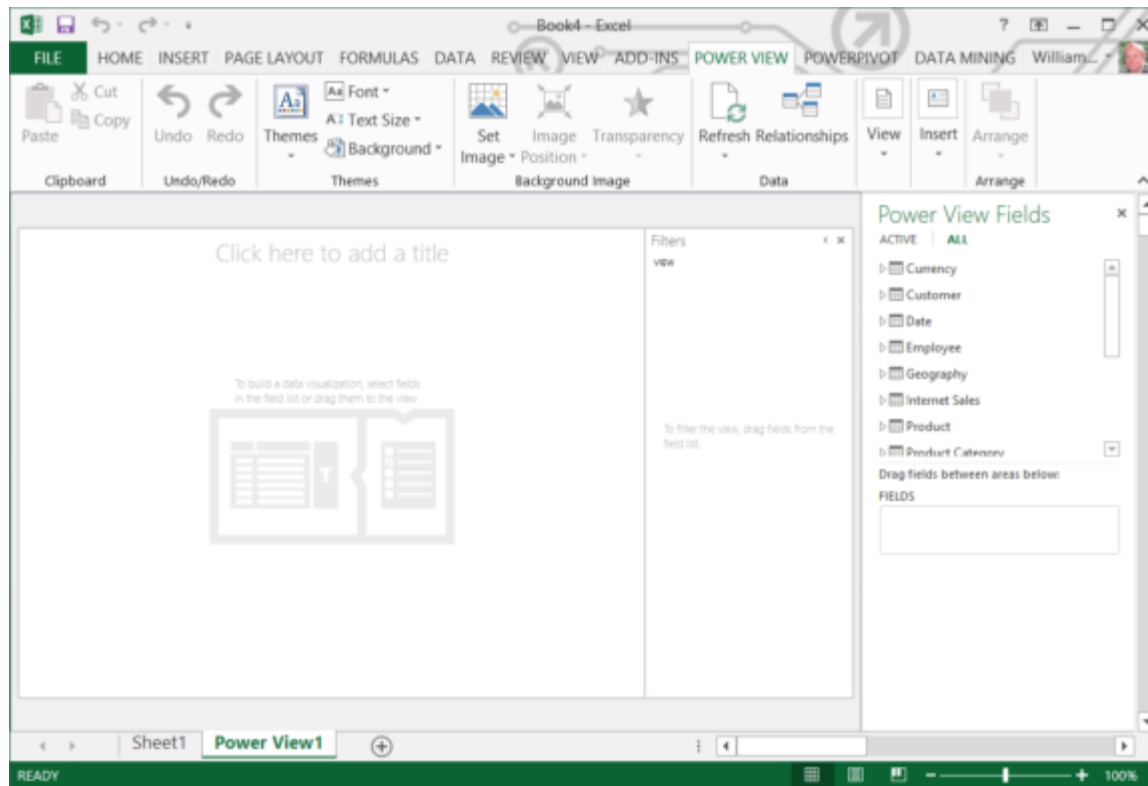 Book4 - Excel
FILE HOME INSERT PAGE LAYOUT FORMULAS DATA REVIEW VIEW ADD-INS POWER VIEW POWERPIVOT DATA MINING William...
Cut
Copy
Paste
Undo Redo
Themes
Font
Text Size
Background
Set Image
Image Position
Transparency
Refresh Relationships
View
Insert
Arrange
Clipboard Undo/Redo Themes Background Image Data Arrange
Click here to add a title
To build a data visualization, select fields
in the field list or drag them to the view
Filters
VIEW
To filter the view, drag fields from the
field list.
Power View Fields
ACTIVE ALL
Currency
Customer
Date
Employee
Geography
Internet Sales
Product
Product Category
Drag fields between areas below:
FIELDS
Sheet1 Power View1
READY 100%